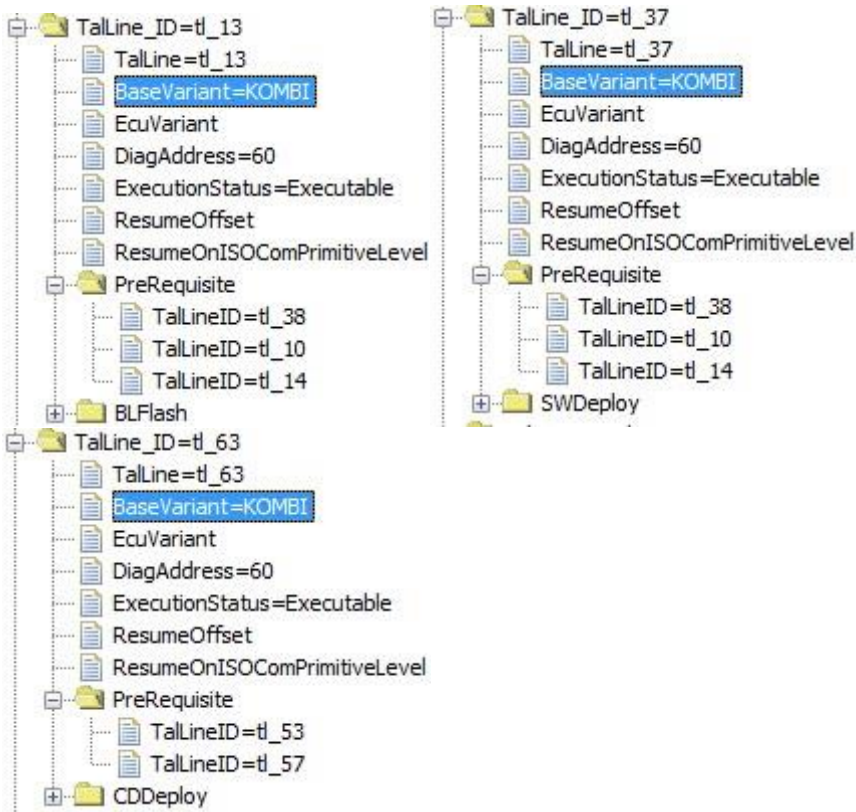 TalLine_ID=tl_13
TalLine=tl_13
BaseVariant=KOMBI
EcuVariant
DiagAddress=60
ExecutionStatus=Executable
ResumeOffset
ResumeOnISOComPrimitiveLevel
PreRequisite
TalLineID=tl_38
TalLineID=tl_10
TalLineID=tl_14
BLFlash
TalLine_ID=tl_37
TalLine=tl_37
BaseVariant=KOMBI
EcuVariant
DiagAddress=60
ExecutionStatus=Executable
ResumeOffset
ResumeOnISOComPrimitiveLevel
PreRequisite
TalLineID=tl_38
TalLineID=tl_10
TalLineID=tl_14
SWDeploy
TalLine_ID=tl_63
TalLine=tl_63
BaseVariant=KOMBI
EcuVariant
DiagAddress=60
ExecutionStatus=Executable
ResumeOffset
ResumeOnISOComPrimitiveLevel
PreRequisite
TalLineID=tl_53
TalLineID=tl_57
CDDeploy